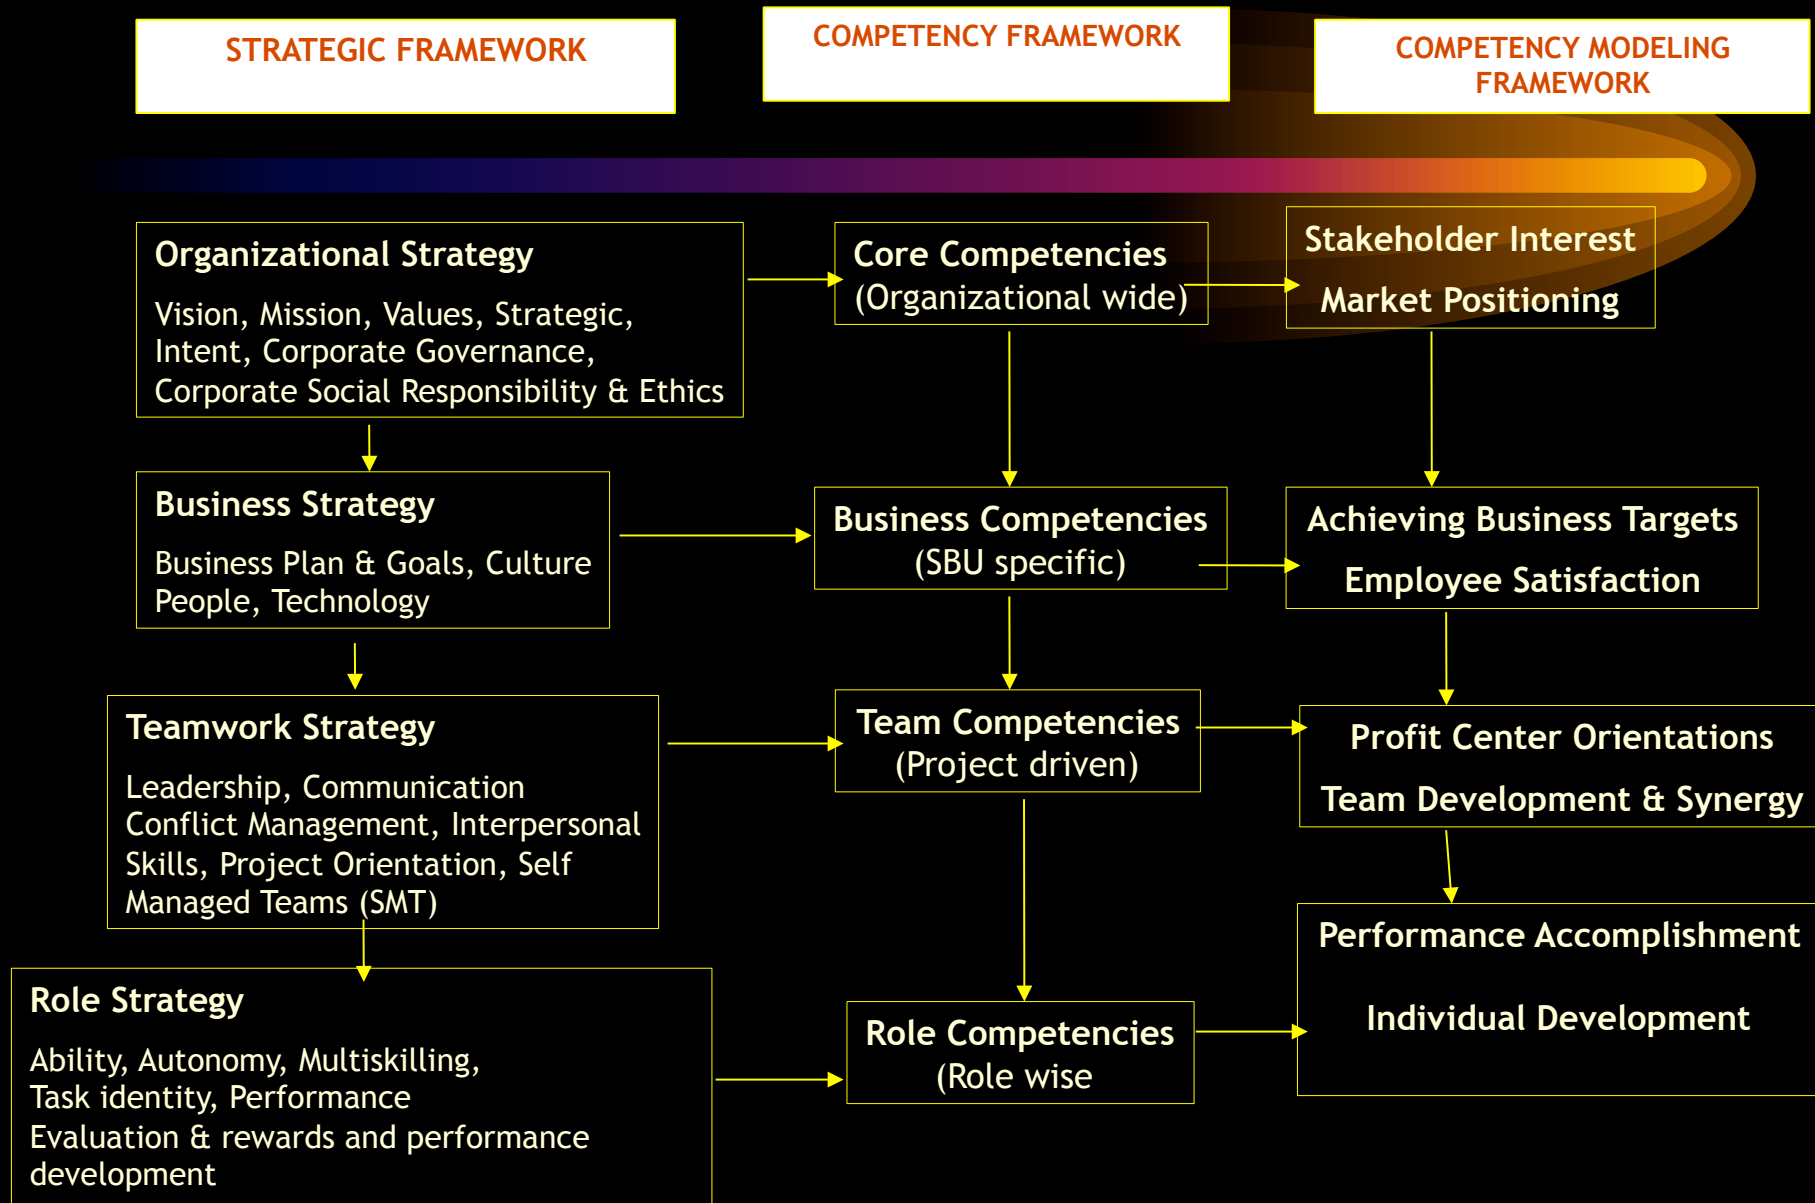 STRATEGIC FRAMEWORK
COMPETENCY FRAMEWORK
COMPETENCY MODELING
FRAMEWORK
Organizational Strategy
Vision, Mission, Values, Strategic,
Intent, Corporate Governance,
Corporate Social Responsibility & Ethics
Core Competencies
(Organizational wide)
Stakeholder Interest
Market Positioning
Business Strategy
Business Plan & Goals, Culture
People, Technology
Business Competencies
(SBU specific)
Achieving Business Targets
Employee Satisfaction
Teamwork Strategy
Leadership, Communication
Conflict Management, Interpersonal
Skills, Project Orientation, Self
Managed Teams (SMT)
Team Competencies
(Project driven)
Profit Center Orientations
Team Development & Synergy
Role Strategy
Ability, Autonomy, Multiskilling,
Task identity, Performance
Evaluation & rewards and performance
development
Role Competencies
(Role wise
Performance Accomplishment
Individual Development